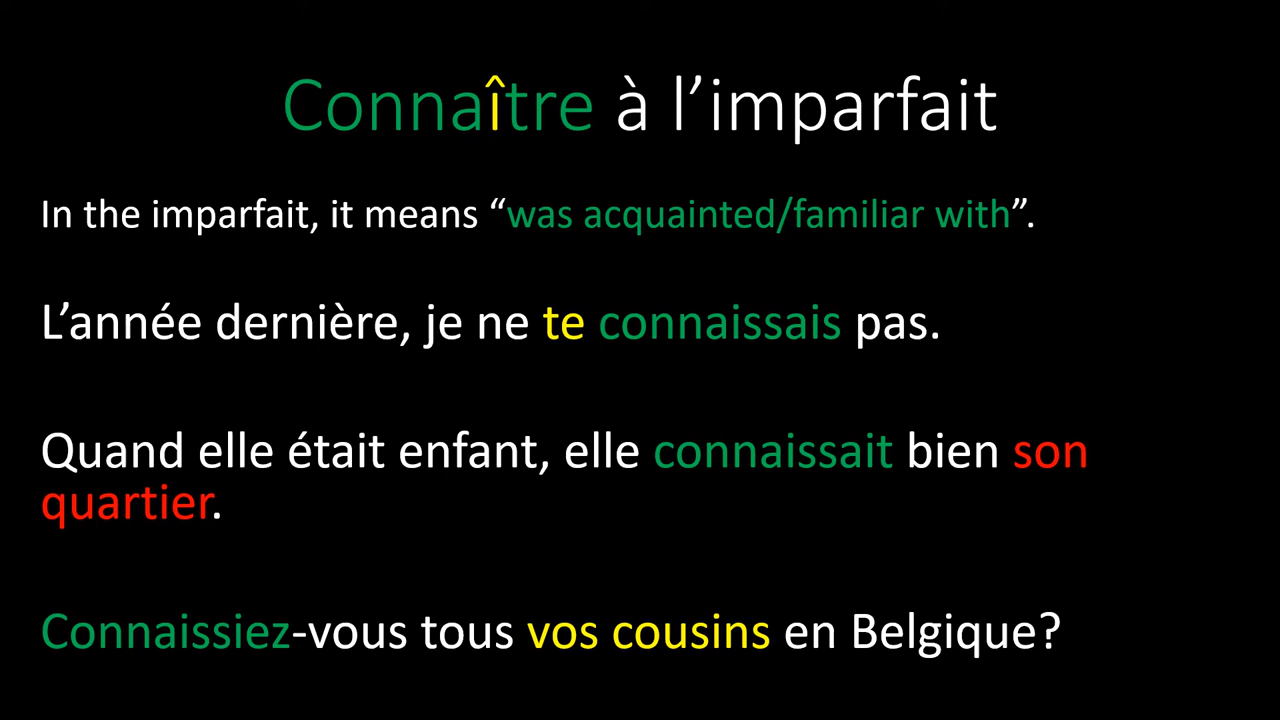 Connaître à l’imparfait
In the imparfait, it means “was acquainted/familiar with”.
L’année dernière, je ne te connaissais pas.
Quand elle était enfant, elle connaissait bien son
quartier.
Connaissiez-vous tous vos cousins en Belgique?